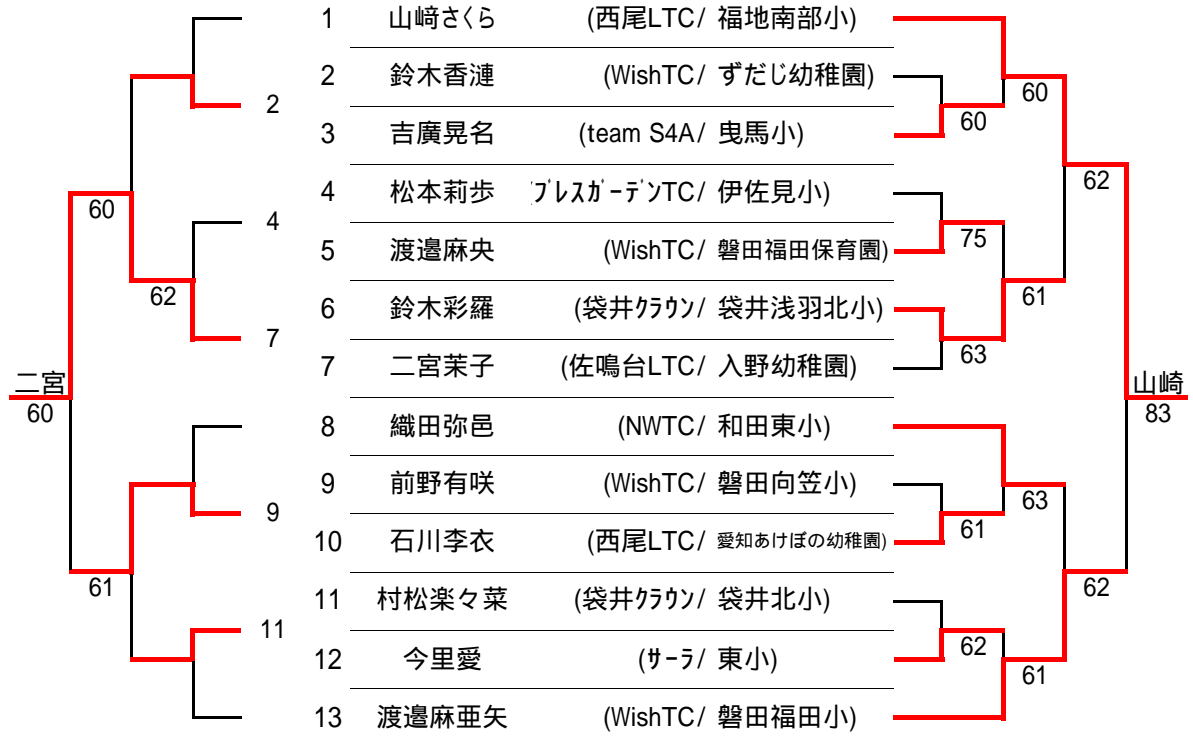 1 山﨑さくら (西尾LTC/ 福地南部小)
2 鈴木香漣 (WishTC/ ずだじ幼稚園)
60
2
60
3 吉廣晃名 (team S4A/ 曳馬小)
4 松本莉歩 プレスガーデンTC/ 伊佐見小)
62
60
4
75
5 渡邉麻央 (WishTC/ 磐田福田保育園)
62
61
6 鈴木彩羅 (袋井クラウン/ 袋井浅羽北小)
7
63
7 二宮茉子 (佐鳴台LTC/ 入野幼稚園)
二宮
山崎
60
83
8 織田弥邑 (NWTC/ 和田東小)
9 前野有咲 (WishTC/ 磐田向笠小)
63
9
61
10 石川李衣 (西尾LTC/ 愛知あけぼの幼稚園)
61
62
11 村松楽々菜 (袋井クラウン/ 袋井北小)
11
62
12 今里愛 (サーラ/ 東小)
61
13 渡邉麻亜矢 (WishTC/ 磐田福田小)